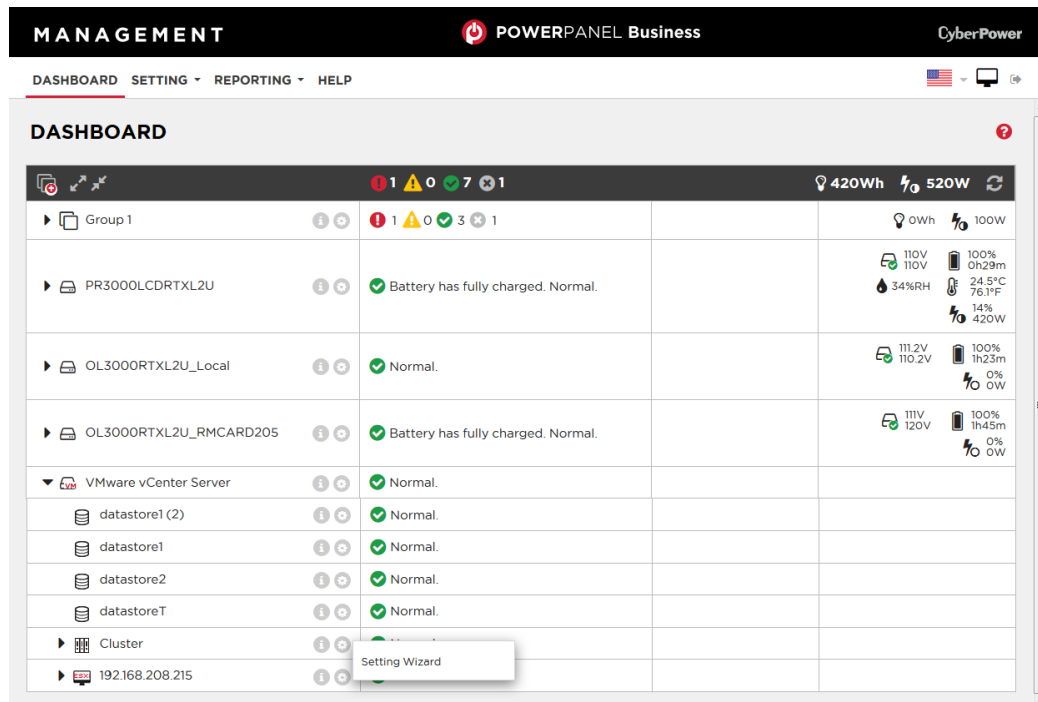 MANAGEMENT POWERPANEL Business CyberPower
DASHBOARD SETTING REPORTING HELP
DASHBOARD
1 0 7 1 420Wh 520W
Group 1 1 0 3 1 0Wh 100W
110V 100%
110V 0h29m
PR3000LCDRTXL2U Battery has fully charged. Normal. 34%RH 24.5°C
76.1°F
14%
420W
111.2V 100%
OL3000RTXL2U_Local Normal. 110.2V 1h23m
0%
0W
111V 100%
OL3000RTXL2U_RMCARD205 Battery has fully charged. Normal. 120V 1h45m
0%
0W
VM VMware vCenter Server Normal.
datastore1 (2) Normal.
datastore1 Normal.
datastore2 Normal.
datastoreT Normal.
Cluster
Setting Wizard
ESX 192.168.208.215